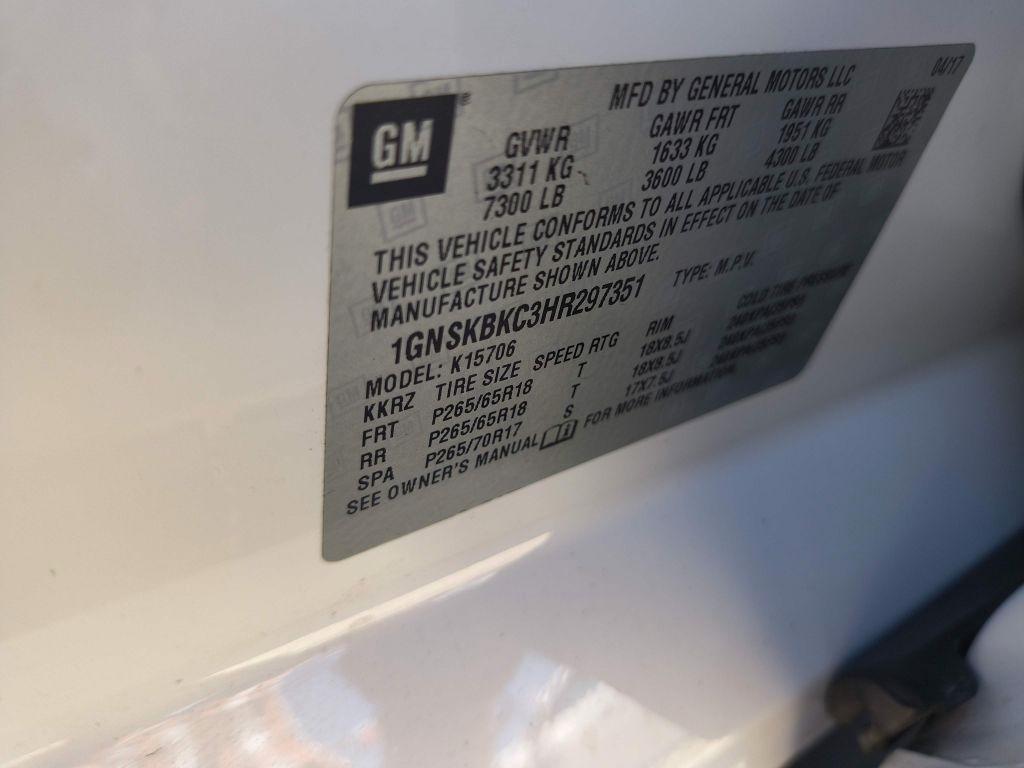 GM
MFD BY GENERAL MOTORS LLC 04/17
GVWR GAWR FRT GAWR RR
3311 KG 1633 KG 1951 KG
7300 LB 3600 LB 4300 LB
THIS VEHICLE CONFORMS TO ALL APPLICABLE U.S. FEDERAL MOTOR
VEHICLE SAFETY STANDARDS IN EFFECT ON THE DATE OF
MANUFACTURE SHOWN ABOVE.
1GNSKBKC3HR297351 TYPE: M.P.V.
MODEL: K15706
KKRZ TIRE SIZE SPEED RTG RIM COLD TIRE PRESSURE
FRT P265/65R18 T 18X8.5J
RR P265/65R18 T 18X8.5J
SPA P265/70R17 S 17X7.5J
SEE OWNER'S MANUAL FOR MORE INFORMATION.